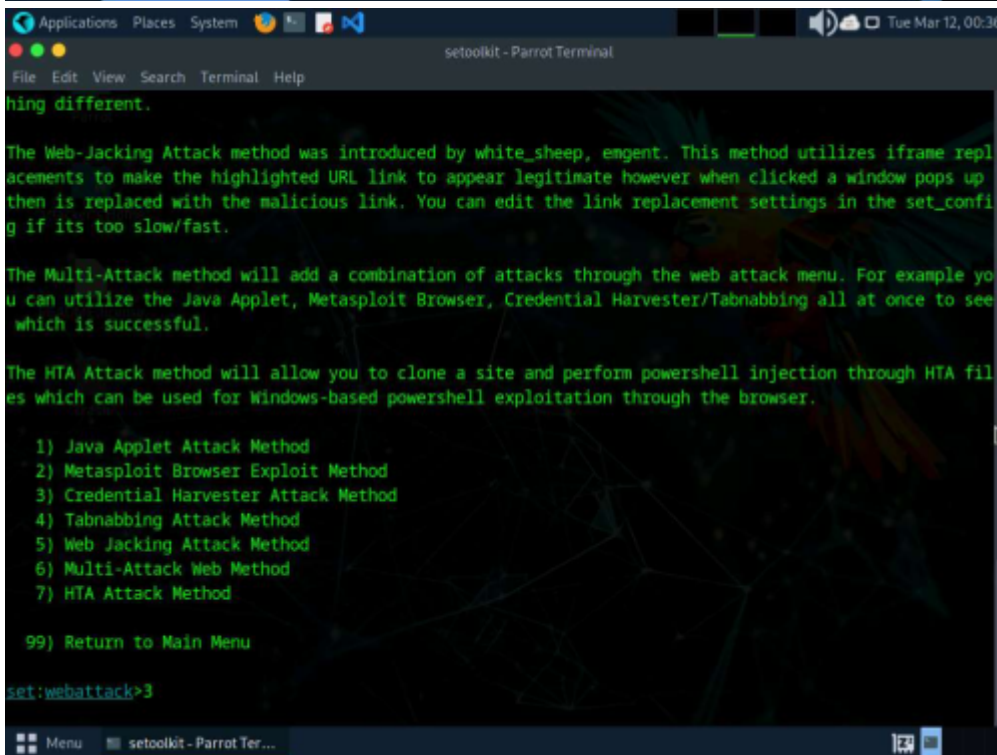 Applications Places System
Tue Mar 12, 00:36
setoolkit - Parrot Terminal
File Edit View Search Terminal Help
hing different.
The Web-Jacking Attack method was introduced by white_sheep, emgent. This method utilizes iframe repl
acements to make the highlighted URL link to appear legitimate however when clicked a window pops up
then is replaced with the malicious link. You can edit the link replacement settings in the set_confi
g if its too slow/fast.
The Multi-Attack method will add a combination of attacks through the web attack menu. For example yo
u can utilize the Java Applet, Metasploit Browser, Credential Harvester/Tabnabbing all at once to see
which is successful.
The HTA Attack method will allow you to clone a site and perform powershell injection through HTA fil
es which can be used for Windows-based powershell exploitation through the browser.
1) Java Applet Attack Method
2) Metasploit Browser Exploit Method
3) Credential Harvester Attack Method
4) Tabnabbing Attack Method
5) Web Jacking Attack Method
6) Multi-Attack Web Method
7) HTA Attack Method
99) Return to Main Menu
set:webattack>3
Menu setoolkit - Parrot Ter...